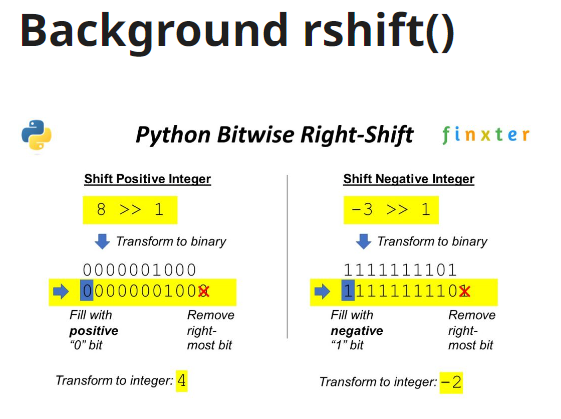 Background rshift()
Python Bitwise Right-Shift
finxter
Shift Positive Integer
8 >> 1
Transform to binary
0000001000
00000001000
Fill with
positive
“0” bit
Remove
right-
most bit
Transform to integer: 4
Shift Negative Integer
-3 >> 1
Transform to binary
1111111101
11111111101
Fill with
negative
“1” bit
Remove
right-
most bit
Transform to integer: -2